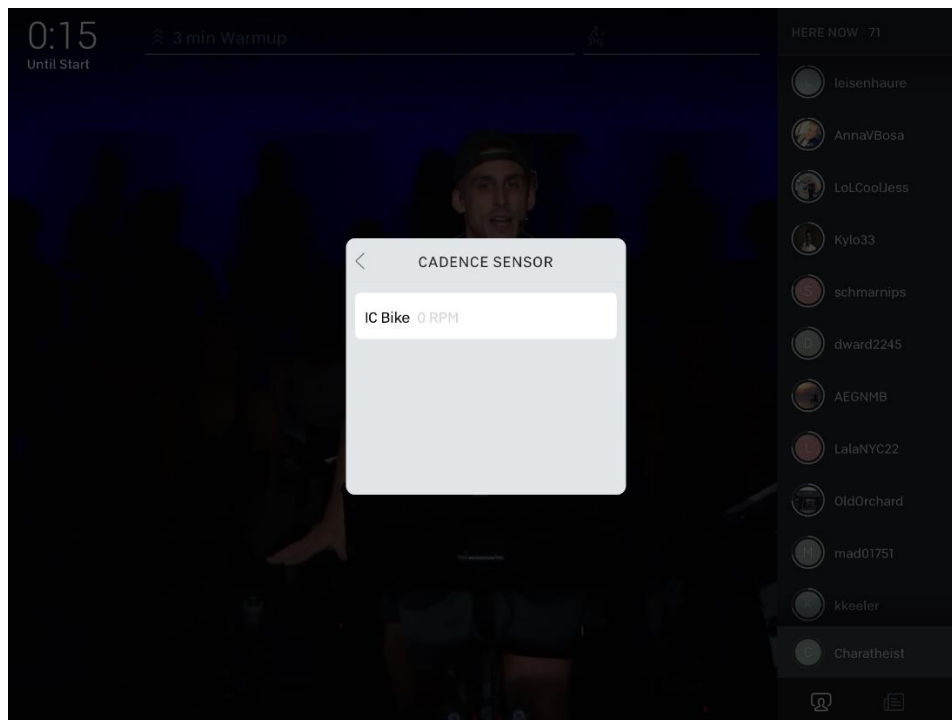 0:15
Until Start
3 min Warmup
HERE NOW 71
leisenhaure
AnnaVBosa
LoLCoolJess
Kylo33
S
schmarnips
D
dward2245
AEGNMB
L
LalaNYC22
OldOrchard
M
mad01751
K
kkeeler
C
Charatheist
CADENCE SENSOR
IC Bike 0 RPM